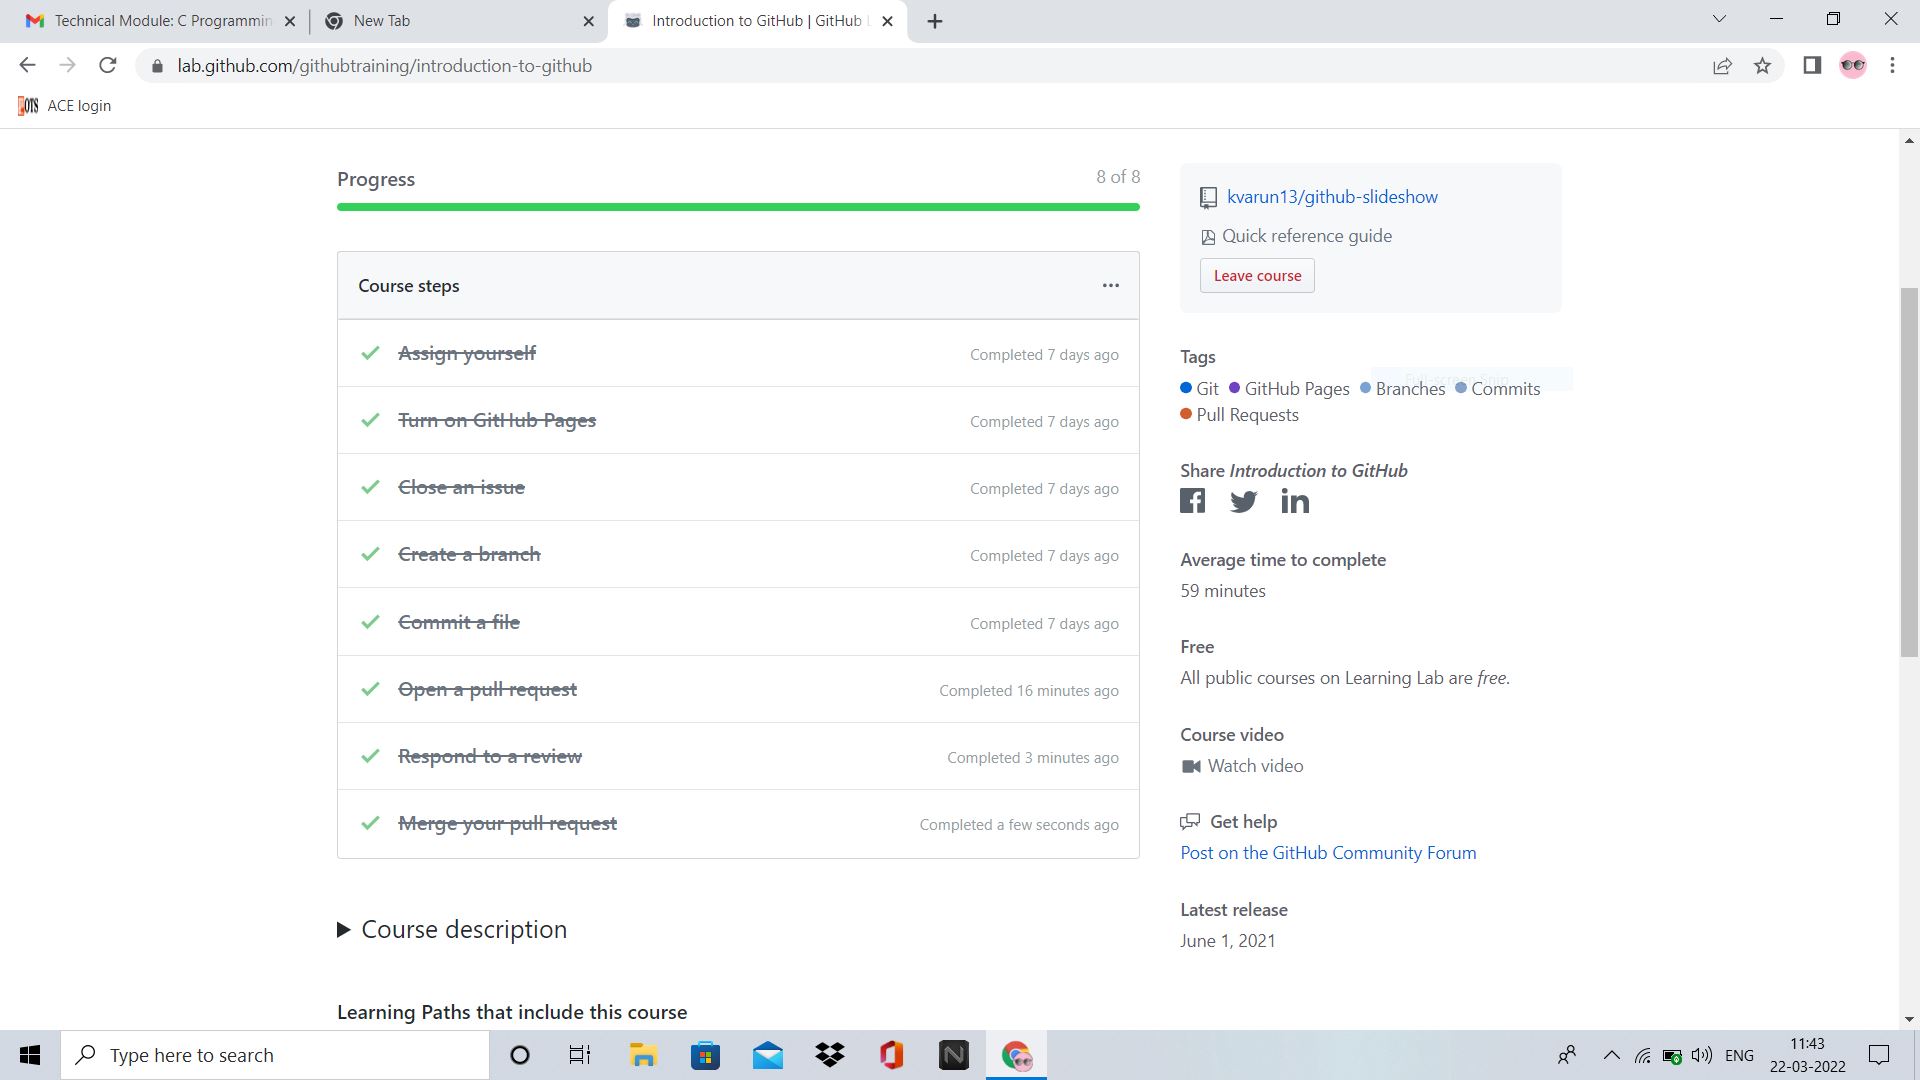 Technical Module: C Programmin
New Tab
Introduction to GitHub | GitHub L
lab.github.com/githubtraining/introduction-to-github
ACE login
Progress
8 of 8
Course steps
Assign yourself
Completed 7 days ago
Turn on GitHub Pages
Completed 7 days ago
Close an issue
Completed 7 days ago
Create a branch
Completed 7 days ago
Commit a file
Completed 7 days ago
Open a pull request
Completed 16 minutes ago
Respond to a review
Completed 3 minutes ago
Merge your pull request
Completed a few seconds ago
Course description
Learning Paths that include this course
kvarun13/github-slideshow
Quick reference guide
Leave course
Tags
Full-screen Snip
Git GitHub Pages Branches Commits
Pull Requests
Share Introduction to GitHub
Average time to complete
59 minutes
Free
All public courses on Learning Lab are free.
Course video
Watch video
Get help
Post on the GitHub Community Forum
Latest release
June 1, 2021
Type here to search
ENG
11:43
22-03-2022